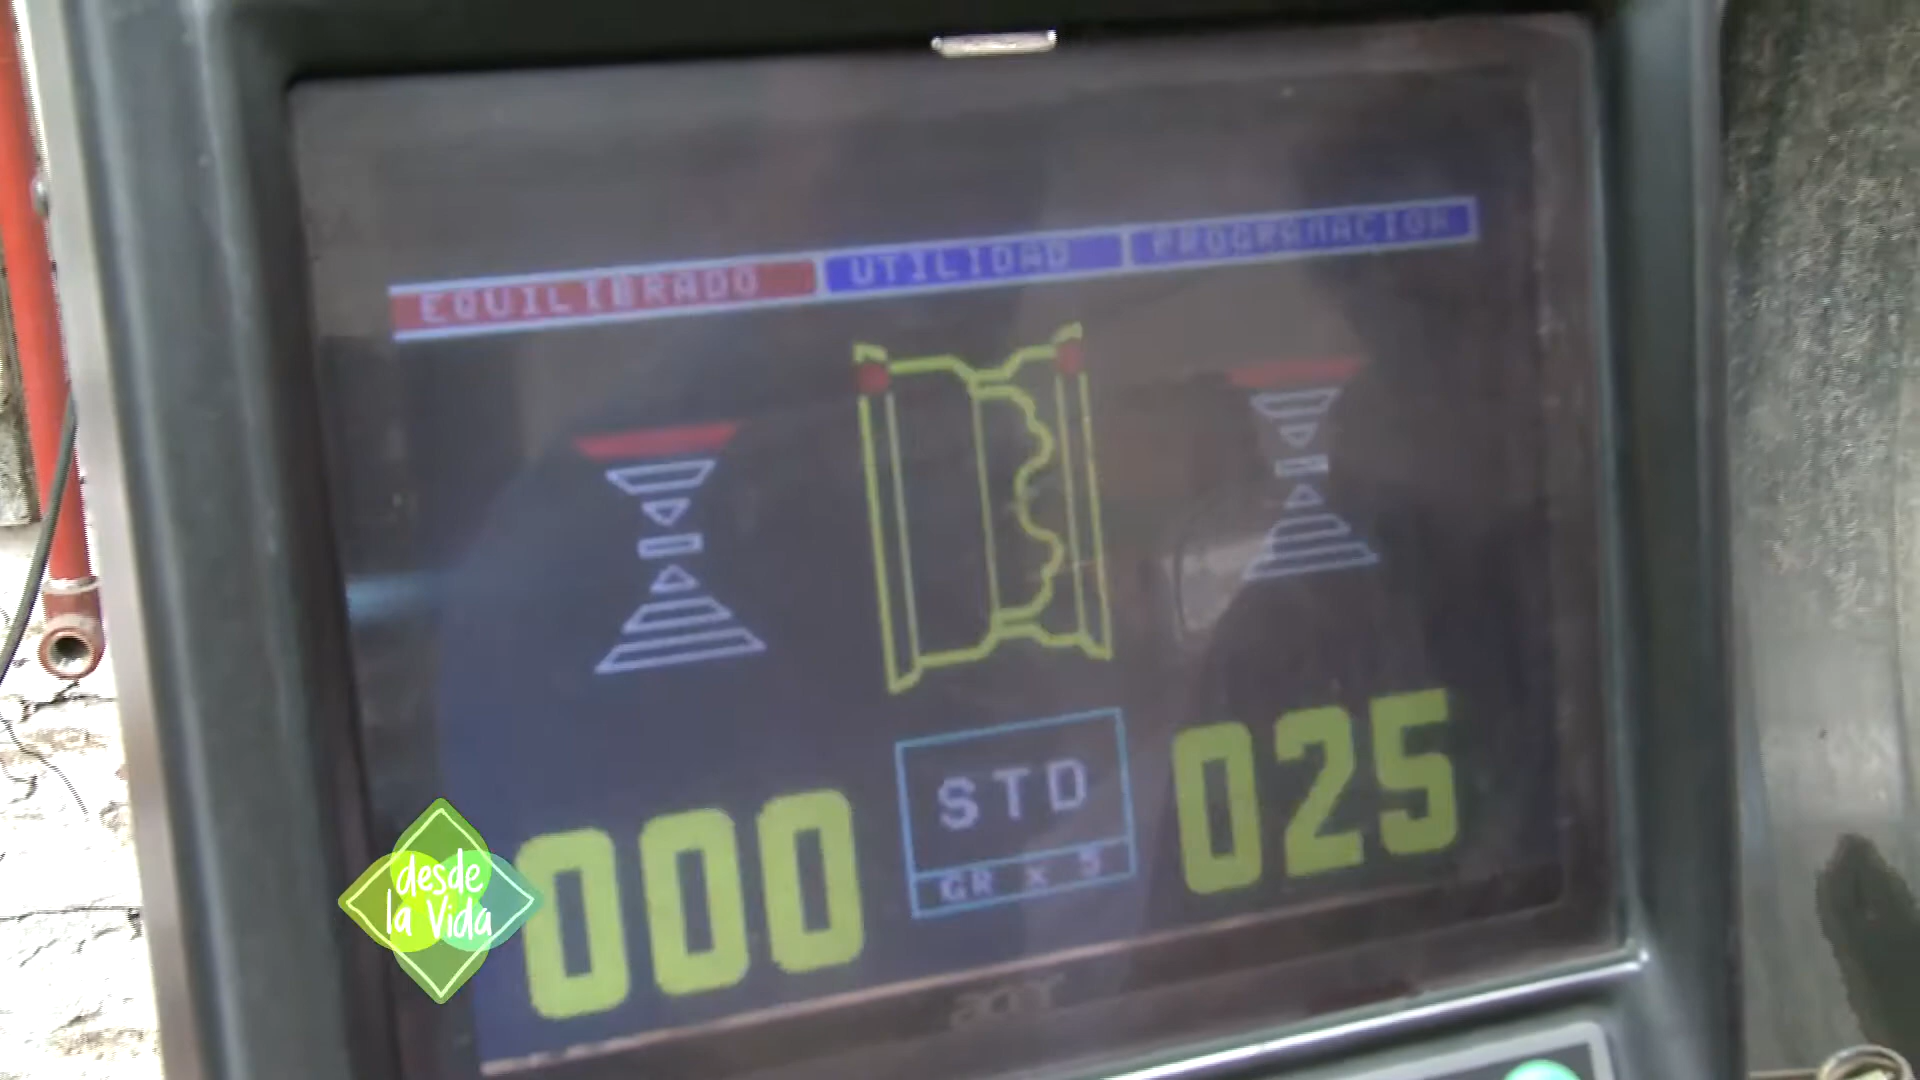 EQUILIBRADO UTILIDAD PROGRAMACION
STD
GR x 5
000 025
desde
la Vida
acer